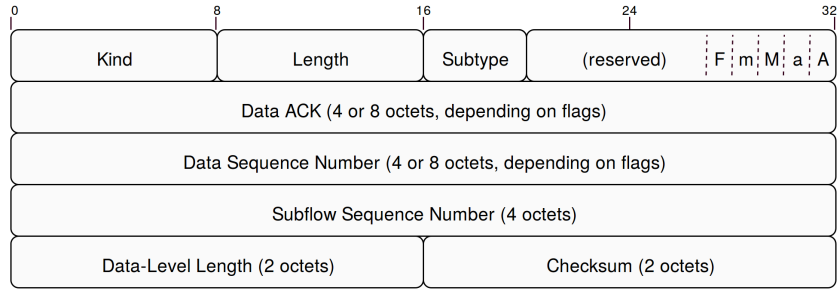 0 8 16 24 32
Kind Length Subtype (reserved) F m M a A
Data ACK (4 or 8 octets, depending on flags)
Data Sequence Number (4 or 8 octets, depending on flags)
Subflow Sequence Number (4 octets)
Data-Level Length (2 octets) Checksum (2 octets)